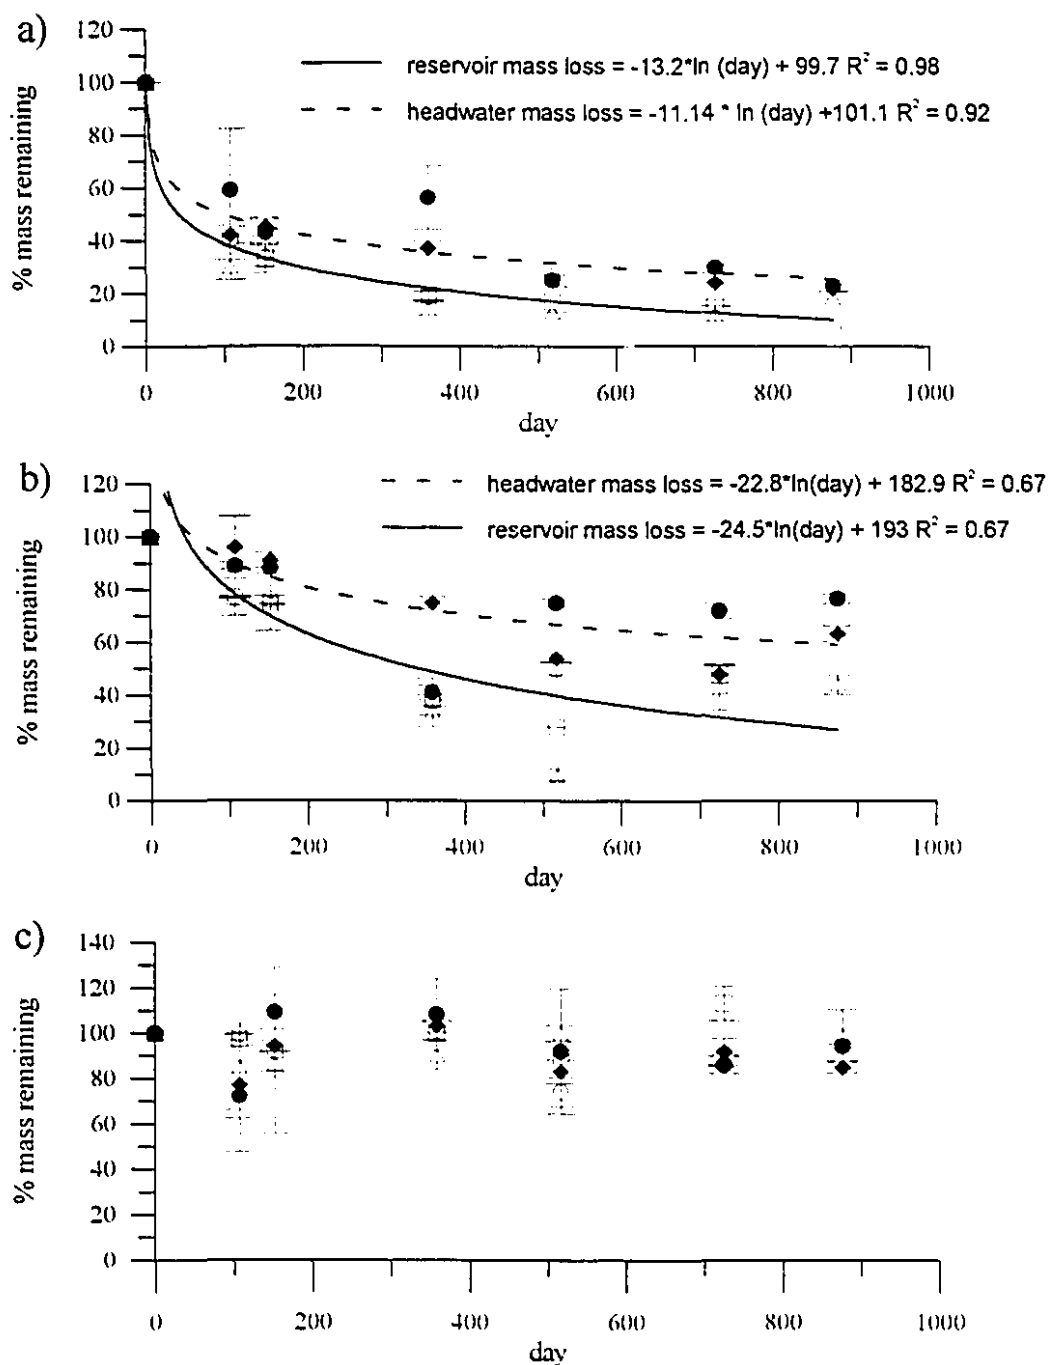 a)
120
100
80
60
40
20
0
% mass remaining
reservoir mass loss = -13.2*ln (day) + 99.7 R² = 0.98
headwater mass loss = -11.14 * ln (day) +101.1 R² = 0.92
0 200 400 600 800 1000
day
b)
120
100
80
60
40
20
0
% mass remaining
headwater mass loss = -22.8*ln(day) + 182.9 R² = 0.67
reservoir mass loss = -24.5*ln(day) + 193 R² = 0.67
0 200 400 600 800 1000
day
c)
140
120
100
80
60
40
20
0
% mass remaining
0 200 400 600 800 1000
day